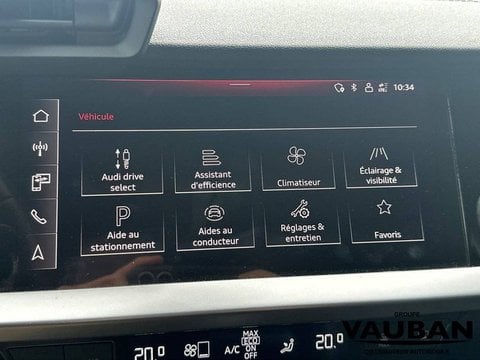 10:34
Véhicule
Audi drive
select
Assistant
d'efficience
Climatiseur
Éclairage &
visibilité
Aide au
stationnement
Aides au
conducteur
Réglages &
entretien
Favoris
GROUPE
VAUBAN
20.0
A/C
MAX
ECO
ON
OFF
20.0